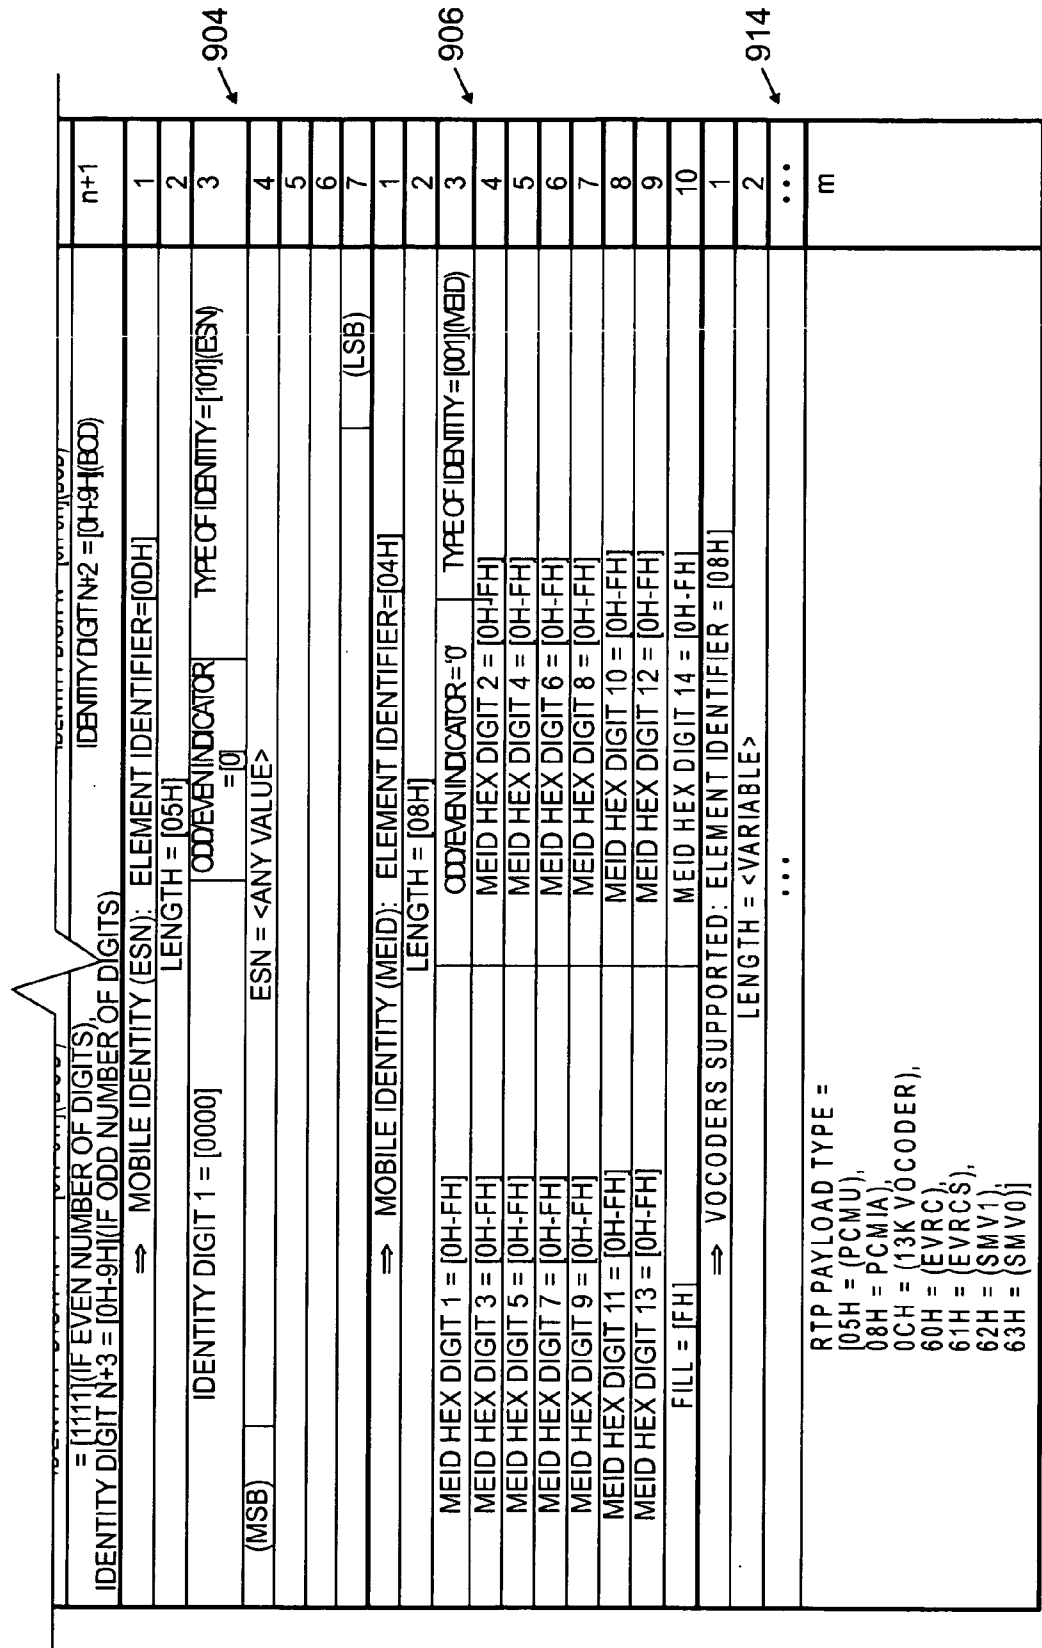 = [1111](IF EVEN NUMBER OF DIGITS),
IDENTITY DIGIT N+3 = [0H-9H](IF ODD NUMBER OF DIGITS)
IDENTITY DIGIT N+2 = [0H-9H](BCD)
n+1
⇒ MOBILE IDENTITY (ESN): ELEMENT IDENTIFIER=[0DH]
1
LENGTH = [05H]
2
IDENTITY DIGIT 1 = [0000]
ODD/EVEN INDICATOR
= [0]
TYPE OF IDENTITY = [101](ESN)
3
904
(MSB)
ESN = <ANY VALUE>
4
5
6
(LSB)
7
⇒ MOBILE IDENTITY (MEID): ELEMENT IDENTIFIER=[04H]
1
LENGTH = [08H]
2
MEID HEX DIGIT 1 = [0H-FH]
ODD/EVEN INDICATOR = '0'
TYPE OF IDENTITY = [001](MEID)
3
906
MEID HEX DIGIT 3 = [0H-FH]
MEID HEX DIGIT 2 = [0H-FH]
4
MEID HEX DIGIT 5 = [0H-FH]
MEID HEX DIGIT 4 = [0H-FH]
5
MEID HEX DIGIT 7 = [0H-FH]
MEID HEX DIGIT 6 = [0H-FH]
6
MEID HEX DIGIT 9 = [0H-FH]
MEID HEX DIGIT 8 = [0H-FH]
7
MEID HEX DIGIT 11 = [0H-FH]
MEID HEX DIGIT 10 = [0H-FH]
8
MEID HEX DIGIT 13 = [0H-FH]
MEID HEX DIGIT 12 = [0H-FH]
9
FILL = [FH]
MEID HEX DIGIT 14 = [0H-FH]
10
⇒ VOCODERS SUPPORTED: ELEMENT IDENTIFIER = [08H]
1
LENGTH = <VARIABLE>
2
...
...
914
RTP PAYLOAD TYPE =
[05H = (PCMU),
08H = PCMIA),
0CH = (13K VOCODER),
60H = (EVRC),
61H = (EVRCS),
62H = (SMV1),
63H = (SMV0)]
m